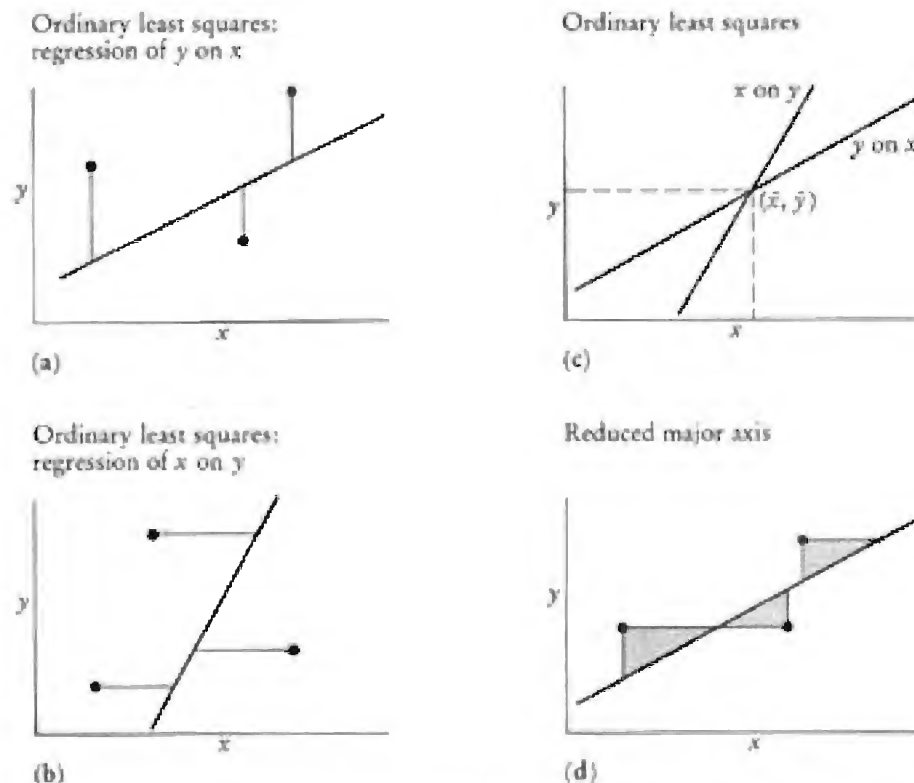 Ordinary least squares:
regression of y on x
y
x
(a)
Ordinary least squares
x on y
y on x
(x̄, ȳ)
y
x
(c)
Ordinary least squares:
regression of x on y
y
x
(b)
Reduced major axis
y
x
(d)